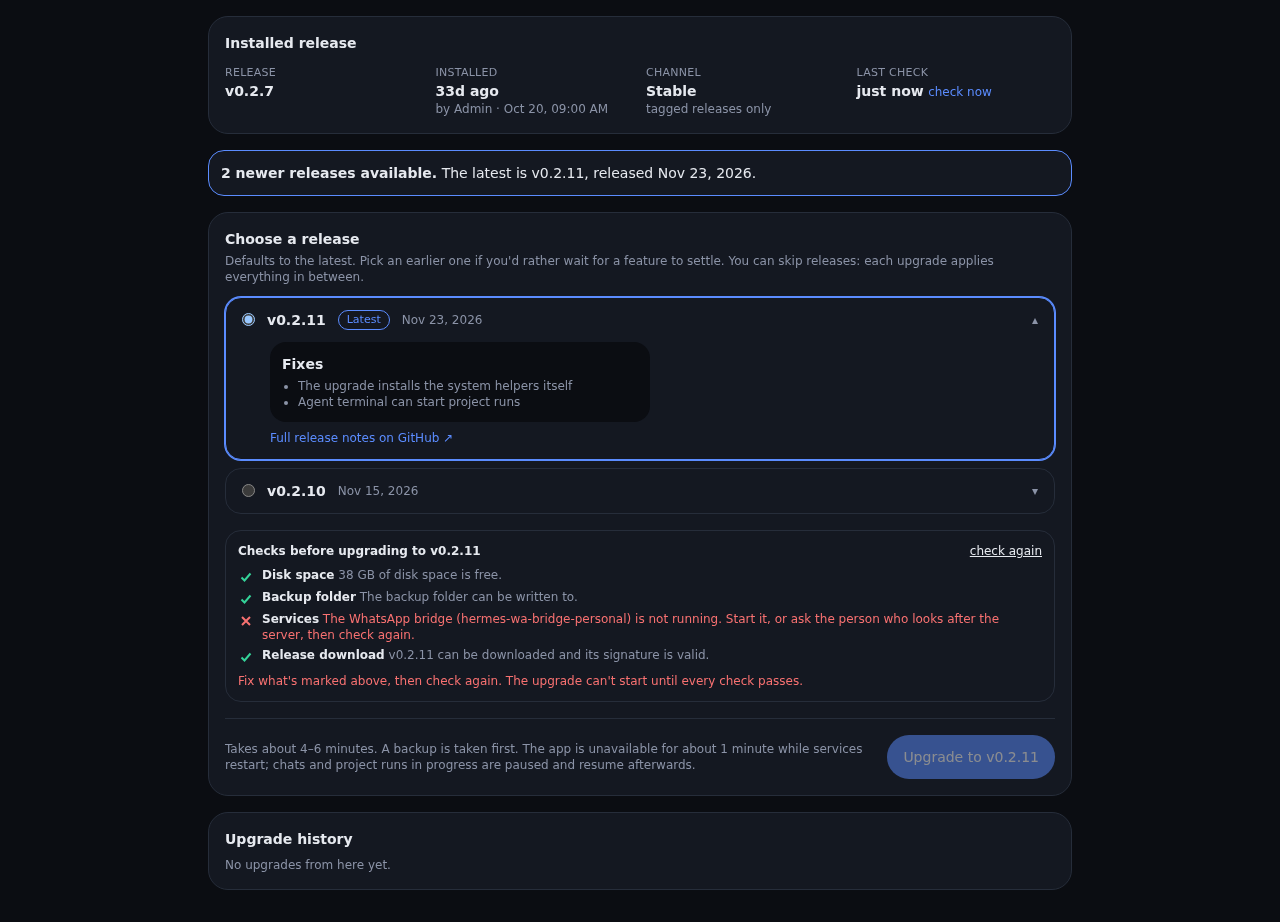 Installed release
RELEASE
v0.2.7
INSTALLED
33d ago
by Admin · Oct 20, 09:00 AM
CHANNEL
Stable
tagged releases only
LAST CHECK
just now check now
2 newer releases available. The latest is v0.2.11, released Nov 23, 2026.
Choose a release
Defaults to the latest. Pick an earlier one if you'd rather wait for a feature to settle. You can skip releases: each upgrade applies
everything in between.
v0.2.11 Latest Nov 23, 2026 ▴
Fixes
• The upgrade installs the system helpers itself
• Agent terminal can start project runs
Full release notes on GitHub ↗
v0.2.10 Nov 15, 2026 ▾
Checks before upgrading to v0.2.11 check again
Disk space 38 GB of disk space is free.
Backup folder The backup folder can be written to.
Services The WhatsApp bridge (hermes-wa-bridge-personal) is not running. Start it, or ask the person who looks after the
server, then check again.
Release download v0.2.11 can be downloaded and its signature is valid.
Fix what's marked above, then check again. The upgrade can't start until every check passes.
Takes about 4–6 minutes. A backup is taken first. The app is unavailable for about 1 minute while services
restart; chats and project runs in progress are paused and resume afterwards.
Upgrade to v0.2.11
Upgrade history
No upgrades from here yet.